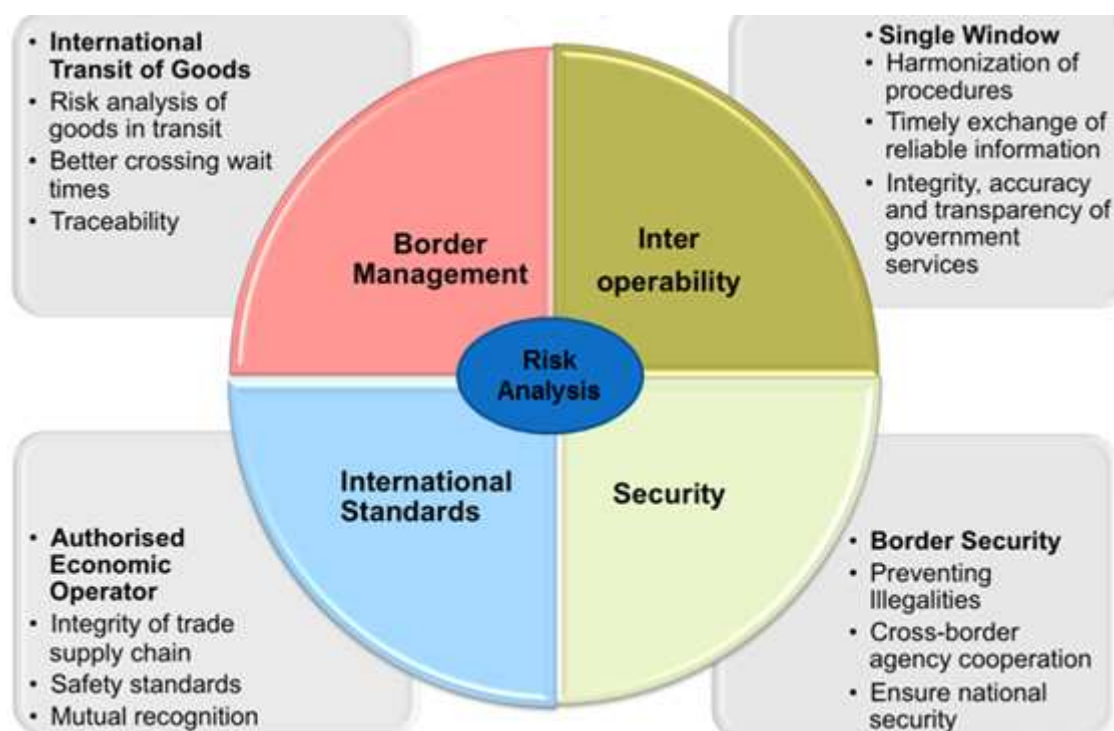 • International
Transit of Goods
• Risk analysis of
goods in transit
• Better crossing wait
times
• Traceability
• Single Window
• Harmonization of
procedures
• Timely exchange of
reliable information
• Integrity, accuracy
and transparency of
government
services
Border
Management
Inter
operability
Risk
Analysis
International
Standards
Security
• Authorised
Economic
Operator
• Integrity of trade
supply chain
• Safety standards
• Mutual recognition
• Border Security
• Preventing
Illegalities
• Cross-border
agency cooperation
• Ensure national
security